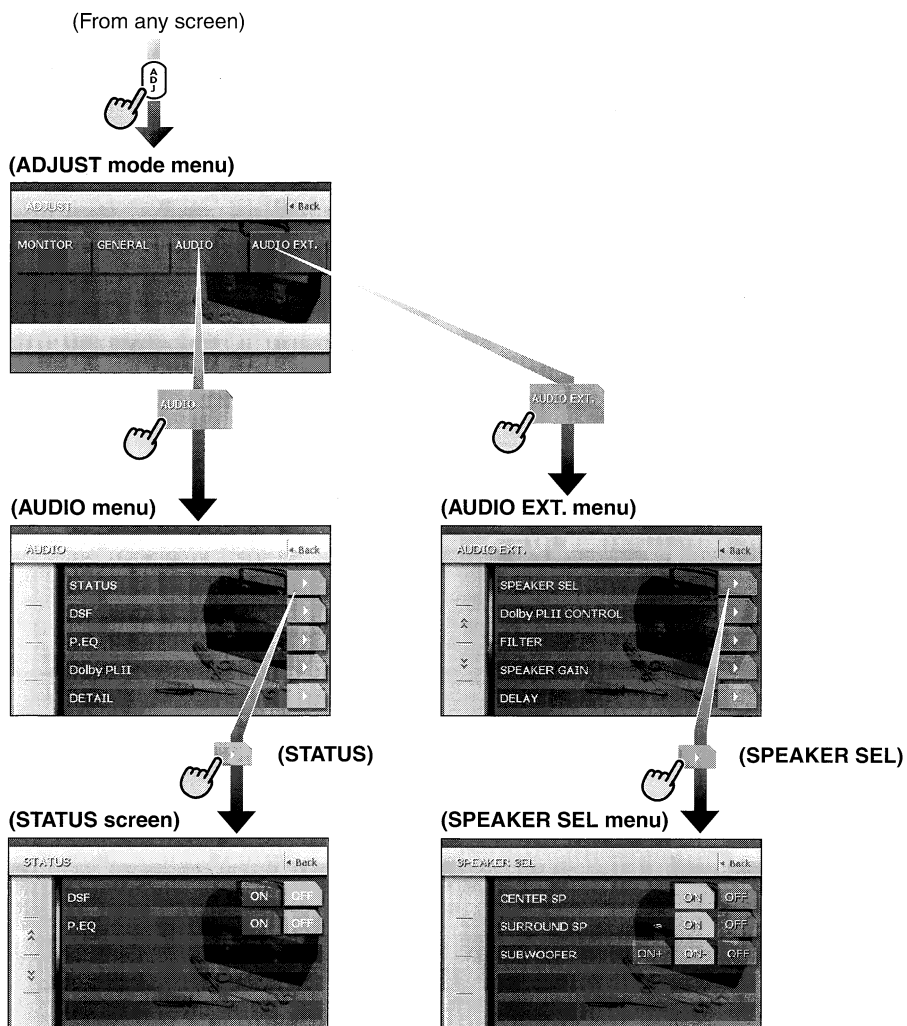 (From any screen)
ADJ
(ADJUST mode menu)
ADJUST
Back
MONITOR
GENERAL
AUDIO
AUDIO EXT.
AUDIO
AUDIO EXT.
(AUDIO menu)
AUDIO
Back
STATUS
DSF
P.EQ
Dolby PLII
DETAIL
(STATUS)
(STATUS screen)
STATUS
Back
DSF ON OFF
P.EQ ON OFF
(AUDIO EXT. menu)
AUDIO EXT.
Back
SPEAKER SEL
Dolby PLII CONTROL
FILTER
SPEAKER GAIN
DELAY
(SPEAKER SEL)
(SPEAKER SEL menu)
SPEAKER SEL
Back
CENTER SP ON OFF
SURROUND SP ON OFF
SUBWOOFER ON+ ON- OFF